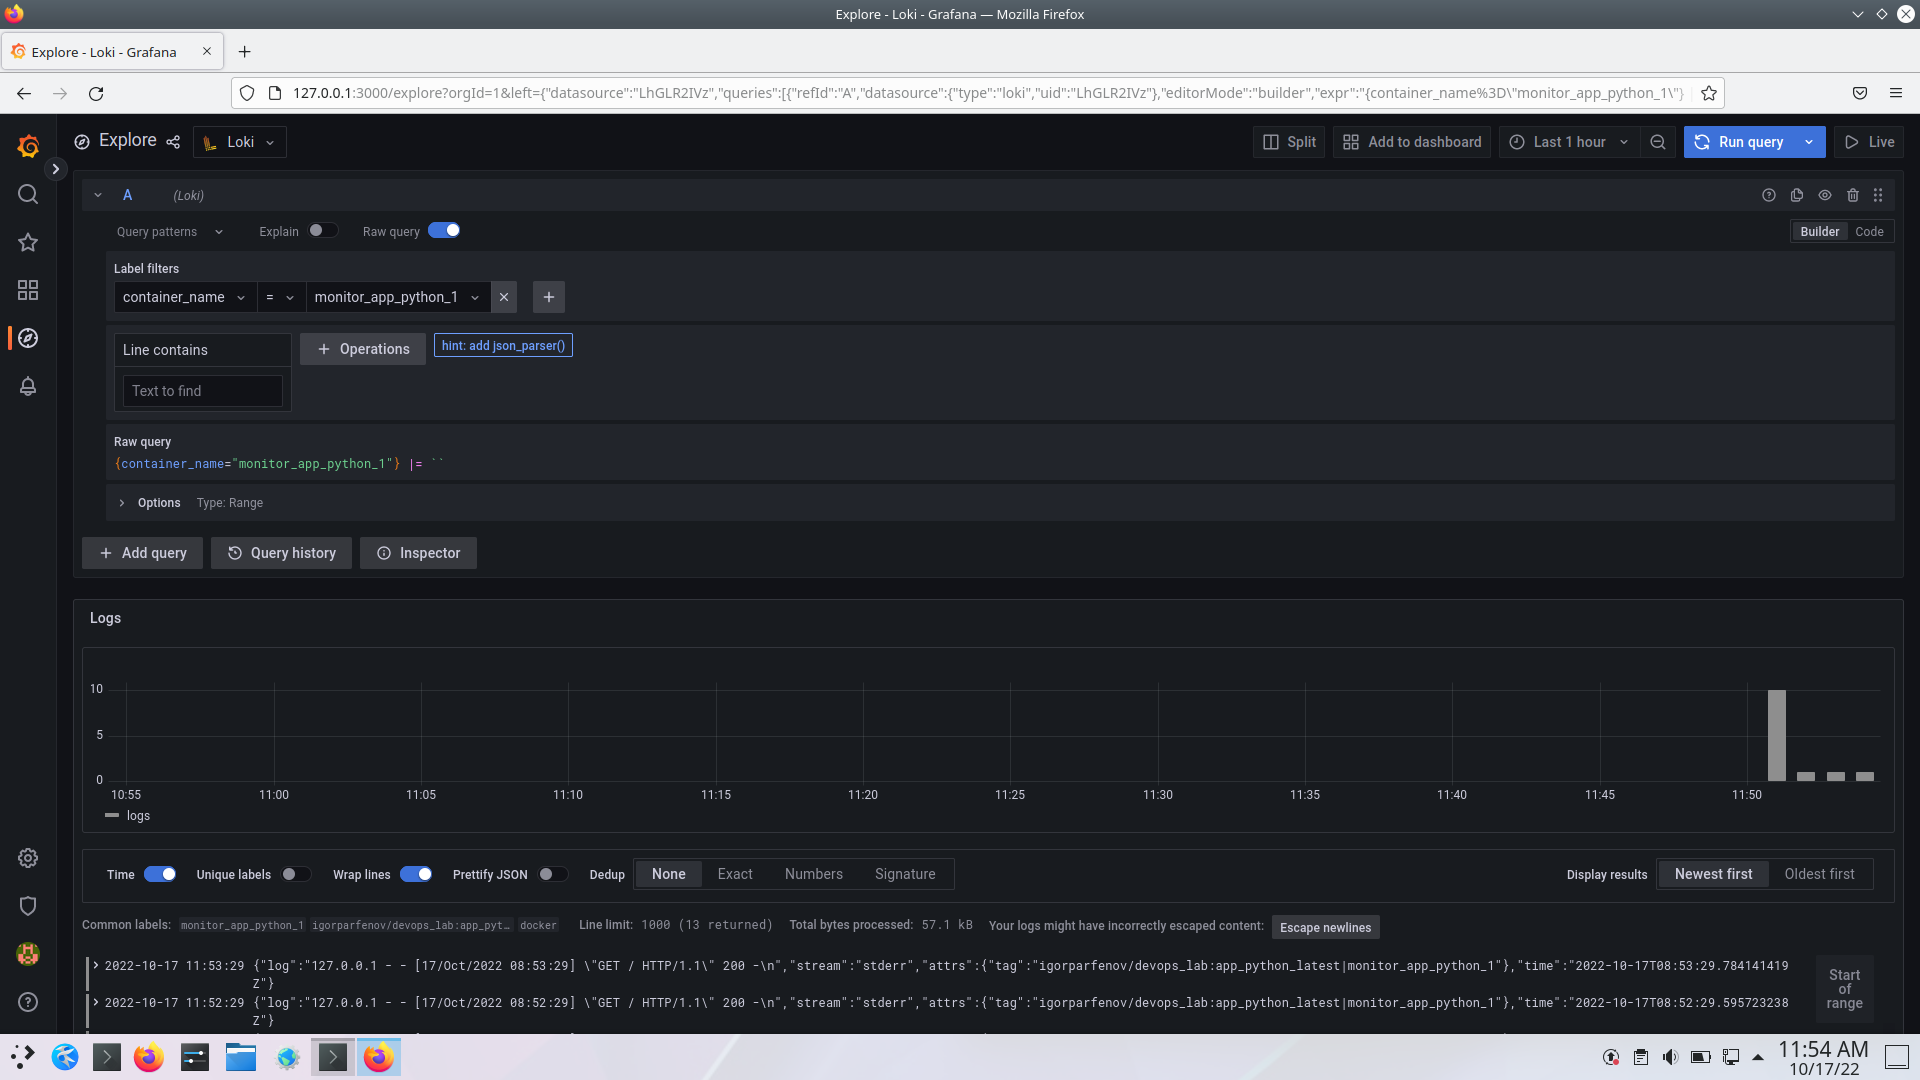 Explore - Loki - Grafana — Mozilla Firefox
Explore - Loki - Grafana
127.0.0.1:3000/explore?orgId=1&left={"datasource":"LhGLR2IVz","queries":[{"refId":"A","datasource":{"type":"loki","uid":"LhGLR2IVz"},"editorMode":"builder","expr":"{container_name%3D\"monitor_app_python_1\"}
Explore Loki Split Add to dashboard Last 1 hour Run query Live
A (Loki)
Query patterns Explain Raw query Builder Code
Label filters
container_name = monitor_app_python_1
Line contains Operations hint: add json_parser()
Text to find
Raw query
{container_name="monitor_app_python_1"} |= ``
Options Type: Range
Add query Query history Inspector
Logs
10
5
0
10:55 11:00 11:05 11:10 11:15 11:20 11:25 11:30 11:35 11:40 11:45 11:50
logs
Time Unique labels Wrap lines Prettify JSON Dedup None Exact Numbers Signature Display results Newest first Oldest first
Common labels: monitor_app_python_1 igorparfenov/devops_lab:app_pyt… docker Line limit: 1000 (13 returned) Total bytes processed: 57.1 kB Your logs might have incorrectly escaped content: Escape newlines
2022-10-17 11:53:29 {"log":"127.0.0.1 - - [17/Oct/2022 08:53:29] \"GET / HTTP/1.1\" 200 -\n","stream":"stderr","attrs":{"tag":"igorparfenov/devops_lab:app_python_latest|monitor_app_python_1"},"time":"2022-10-17T08:53:29.784141419
Z"}
2022-10-17 11:52:29 {"log":"127.0.0.1 - - [17/Oct/2022 08:52:29] \"GET / HTTP/1.1\" 200 -\n","stream":"stderr","attrs":{"tag":"igorparfenov/devops_lab:app_python_latest|monitor_app_python_1"},"time":"2022-10-17T08:52:29.595723238
Z"}
Start
of
range
11:54 AM
10/17/22